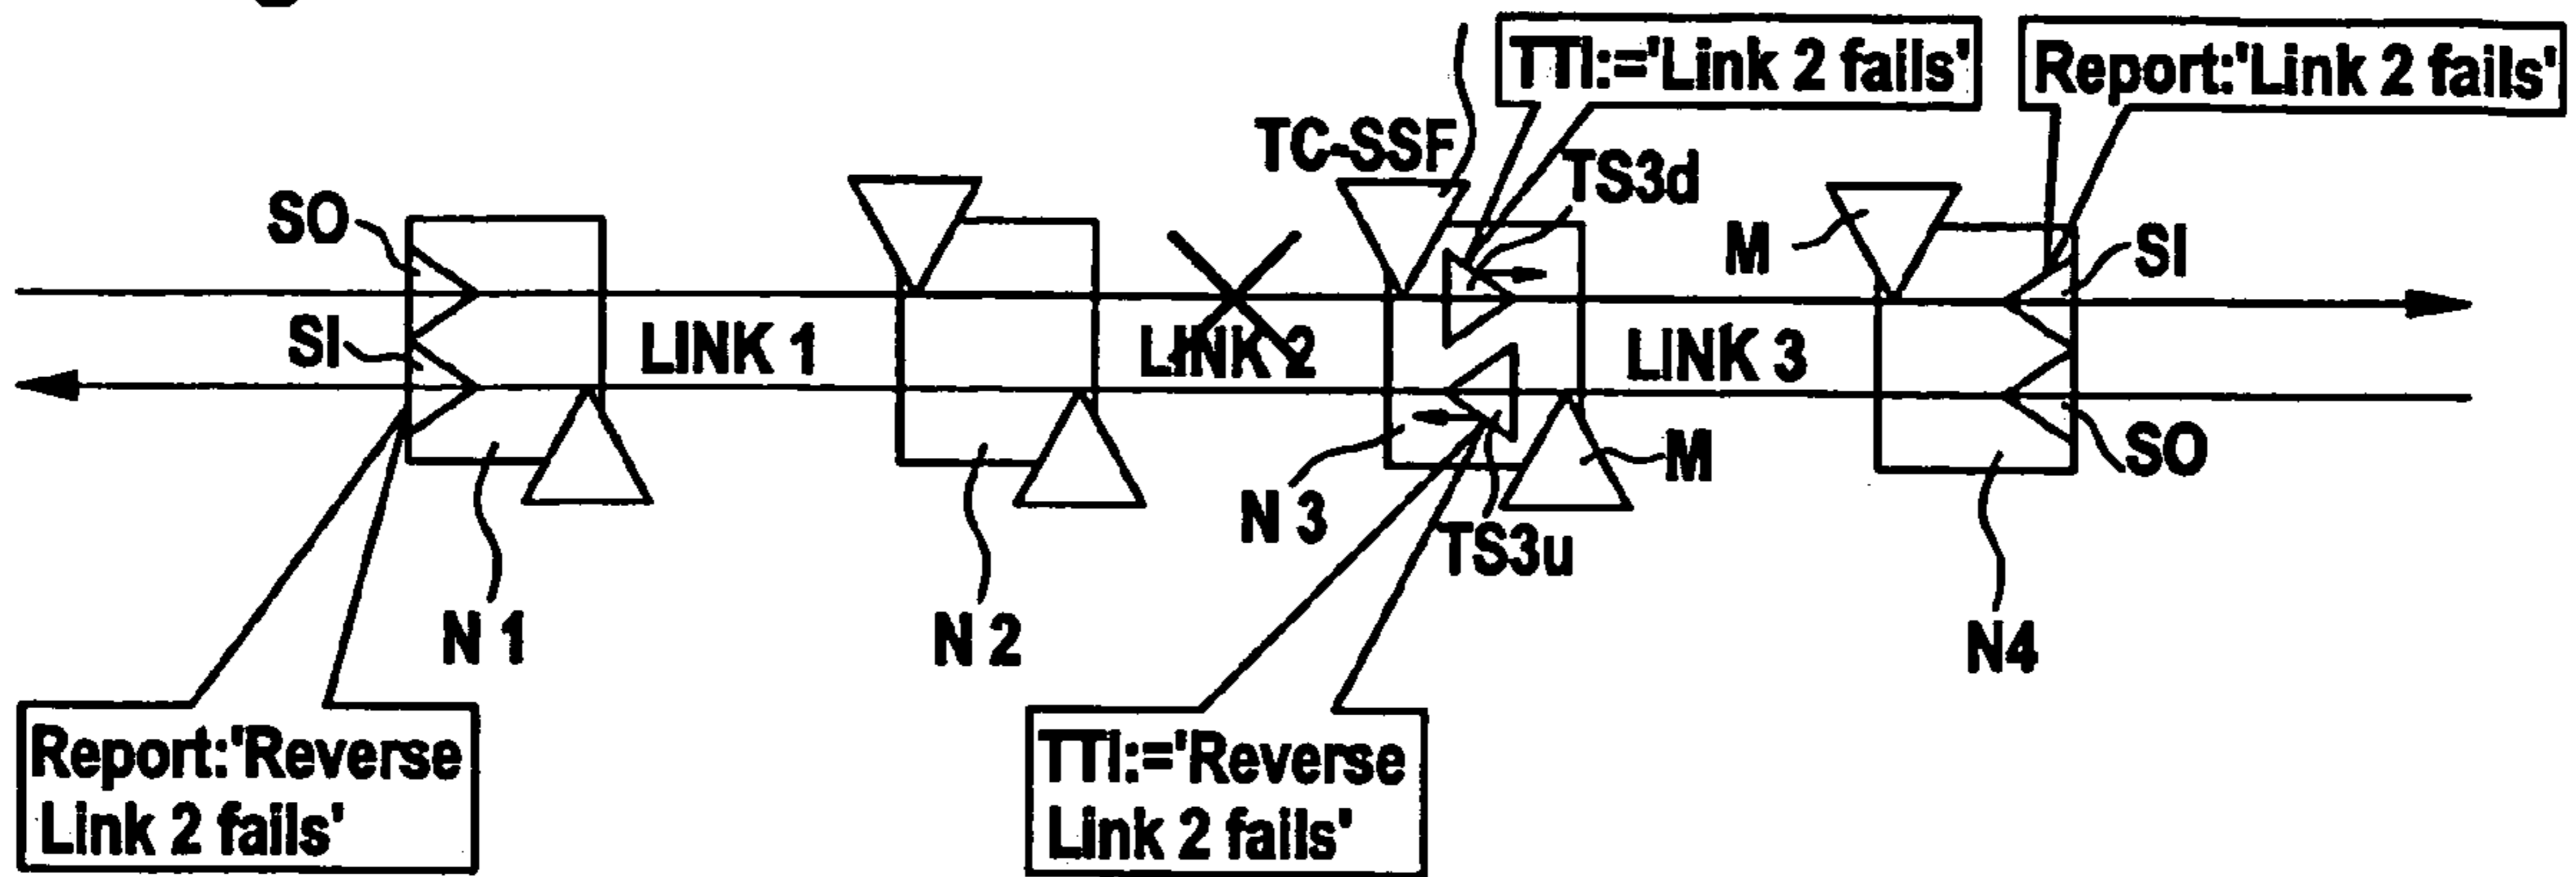 TTI:='Link 2 fails'
Report:'Link 2 fails'
TC-SSF
TS3d
SO
M
SI
SI
LINK 1
LINK 2
LINK 3
SO
M
N 3
TS3u
N 1
N 2
N4
Report:'Reverse
Link 2 fails'
TTI:='Reverse
Link 2 fails'